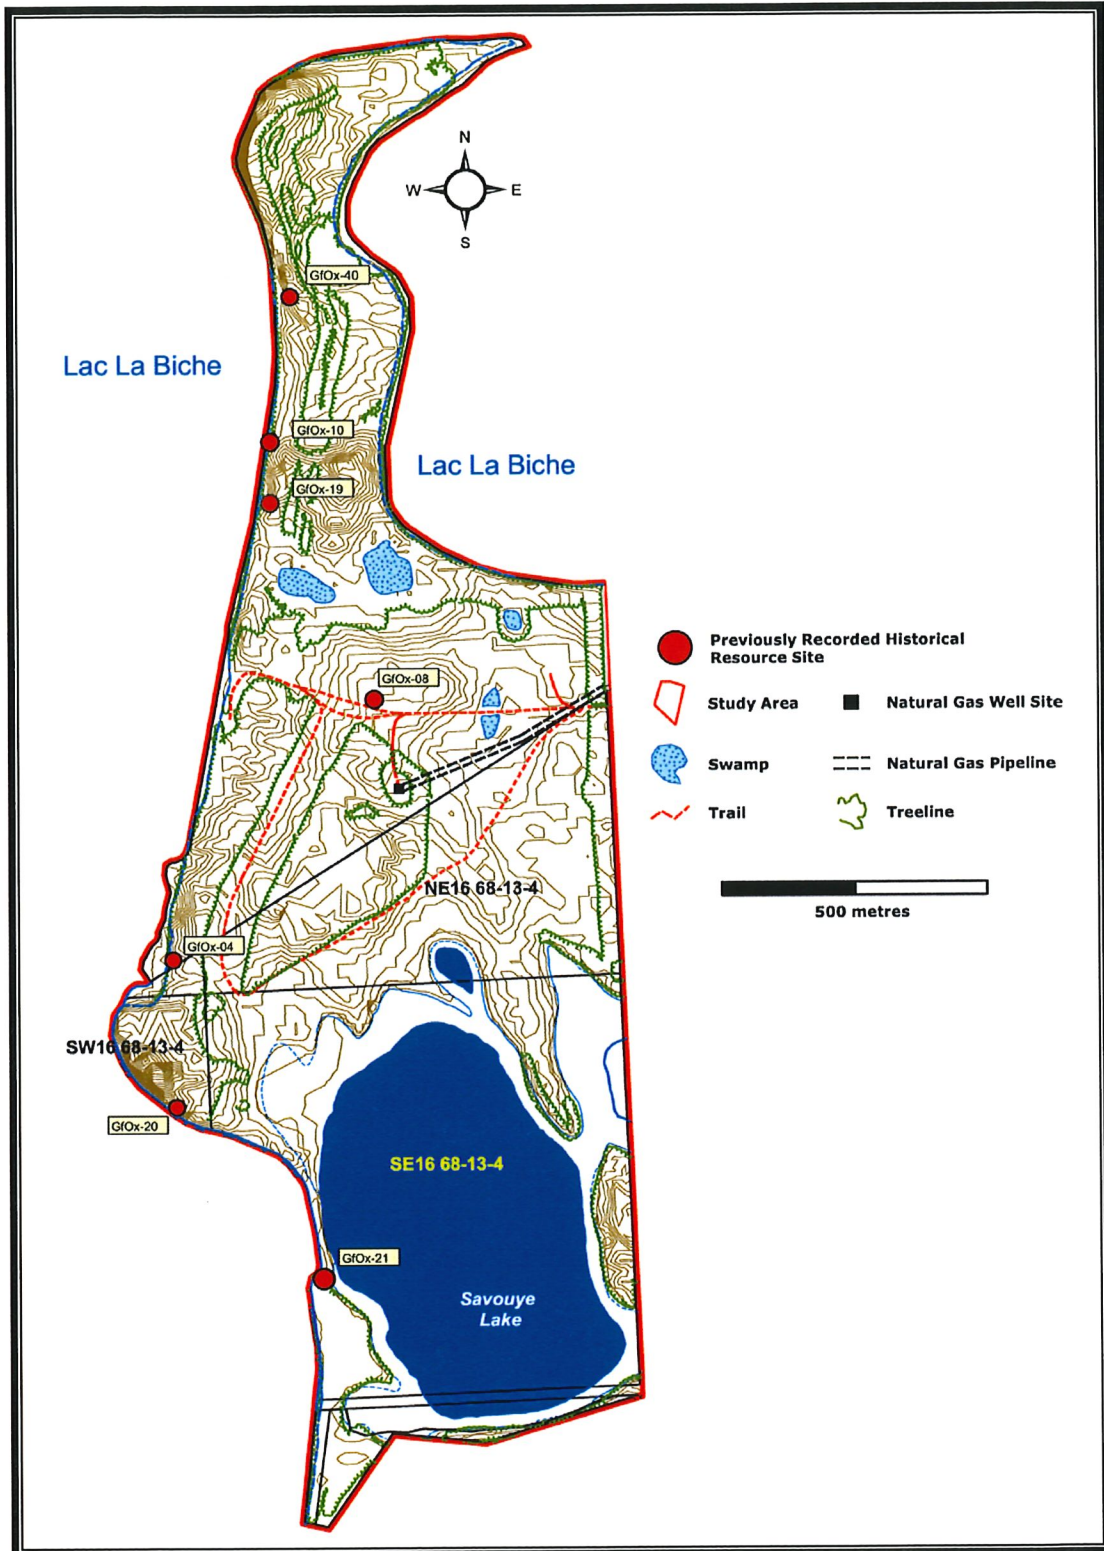 N
W E
S
GfOx-40
Lac La Biche
GfOx-10
Lac La Biche
GfOx-19
Previously Recorded Historical
Resource Site
GfOx-08
Study Area
Natural Gas Well Site
Swamp
Natural Gas Pipeline
Trail
Treeline
NE16 68-13-4
500 metres
GfOx-04
SW16 68-13-4
GfOx-20
SE16 68-13-4
GfOx-21
Savouye
Lake